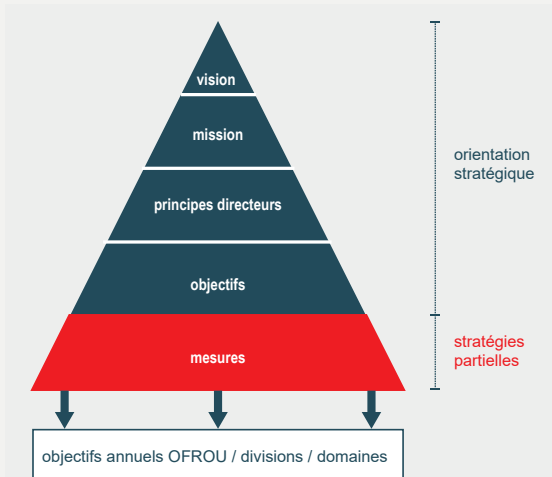 vision
mission
principes directeurs
objectifs
mesures
orientation
stratégique
stratégies
partielles
objectifs annuels OFROU / divisions / domaines